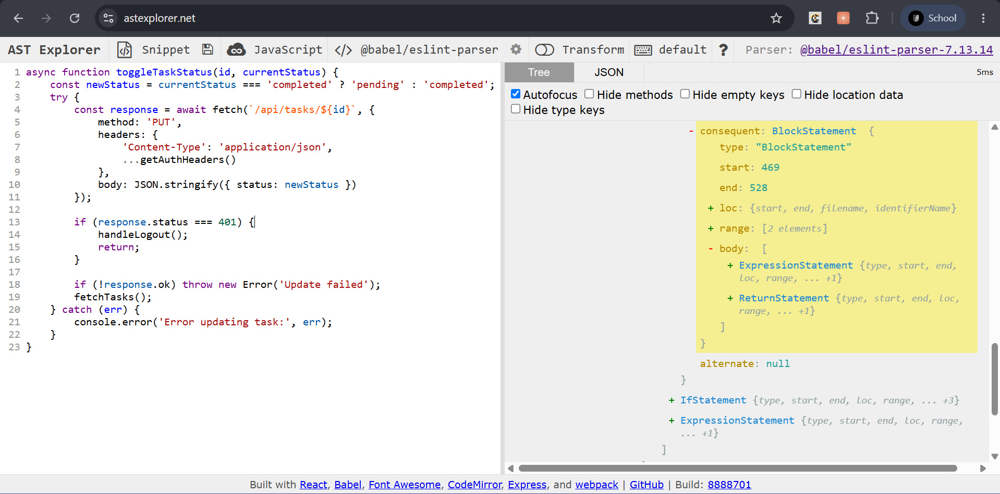 astexplorer.net
School
AST Explorer Snippet JavaScript </> @babel/eslint-parser Transform default ? Parser: @babel/eslint-parser-7.13.14
1 async function toggleTaskStatus(id, currentStatus) {
2     const newStatus = currentStatus === 'completed' ? 'pending' : 'completed';
3     try {
4         const response = await fetch(`/api/tasks/${id}`, {
5             method: 'PUT',
6             headers: {
7                 'Content-Type': 'application/json',
8                 ...getAuthHeaders()
9             },
10             body: JSON.stringify({ status: newStatus })
11         });
12
13         if (response.status === 401) {
14             handleLogout();
15             return;
16         }
17
18         if (!response.ok) throw new Error('Update failed');
19         fetchTasks();
20     } catch (err) {
21         console.error('Error updating task:', err);
22     }
23 }
Tree JSON 5ms
Autofocus Hide methods Hide empty keys Hide location data
Hide type keys
- consequent: BlockStatement {
type: "BlockStatement"
start: 469
end: 528
+ loc: {start, end, filename, identifierName}
+ range: [2 elements]
- body: [
+ ExpressionStatement {type, start, end,
loc, range, ... +1}
+ ReturnStatement {type, start, end, loc,
range, ... +1}
]
}
alternate: null
}
+ IfStatement {type, start, end, loc, range, ... +3}
+ ExpressionStatement {type, start, end, loc, range,
... +1}
]
Built with React, Babel, Font Awesome, CodeMirror, Express, and webpack | GitHub | Build: 8888701